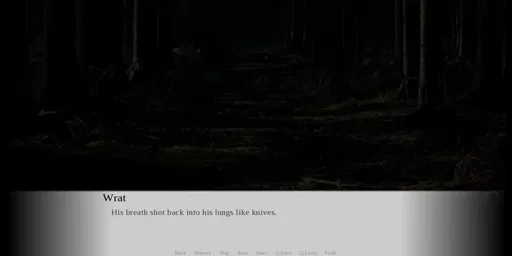 Wrat
His breath shot back into his lungs like knives.
Back History Skip Auto Save Q.Save Q.Load Prefs